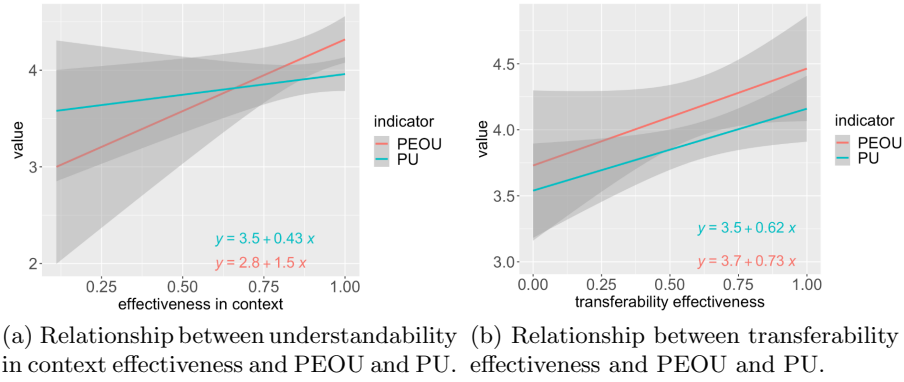 4
3
2
value
0.25
0.50
0.75
1.00
effectiveness in context
y = 3.5 + 0.43 x
y = 2.8 + 1.5 x
indicator
PEOU
PU
4.5
4.0
3.5
3.0
value
0.00
0.25
0.50
0.75
1.00
transferability effectiveness
y = 3.5 + 0.62 x
y = 3.7 + 0.73 x
indicator
PEOU
PU
(a) Relationship between understandability
in context effectiveness and PEOU and PU.
(b) Relationship between transferability
effectiveness and PEOU and PU.